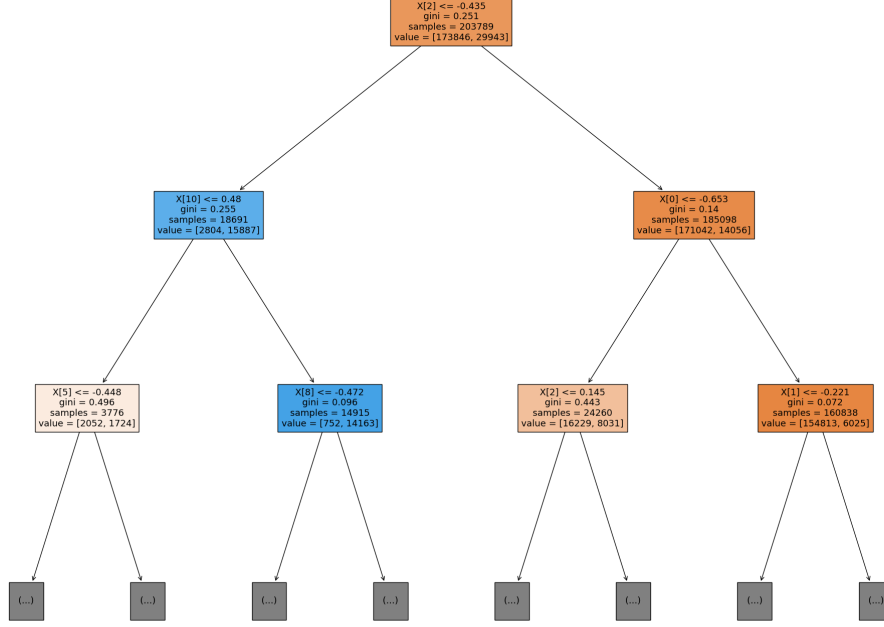 X[2] <= -0.435
gini = 0.251
samples = 203789
value = [173846, 29943]
X[10] <= 0.48
gini = 0.255
samples = 18691
value = [2804, 15887]
X[0] <= -0.653
gini = 0.14
samples = 185098
value = [171042, 14056]
X[5] <= -0.448
gini = 0.496
samples = 3776
value = [2052, 1724]
X[8] <= -0.472
gini = 0.096
samples = 14915
value = [752, 14163]
X[2] <= 0.145
gini = 0.443
samples = 24260
value = [16229, 8031]
X[1] <= -0.221
gini = 0.072
samples = 160838
value = [154813, 6025]
(...)
(...)
(...)
(...)
(...)
(...)
(...)
(...)